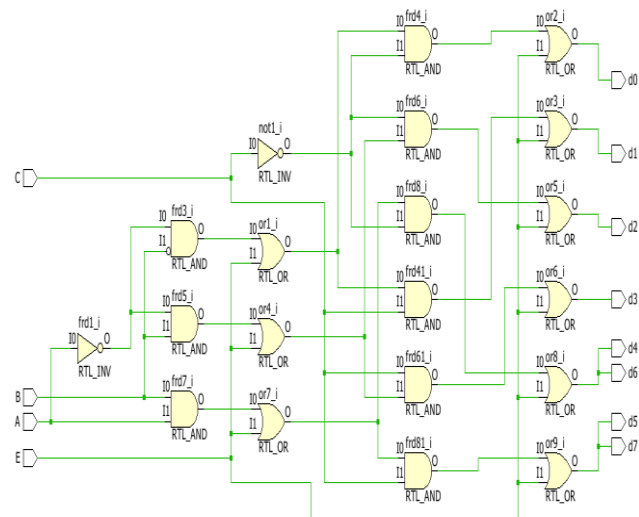 frd4_i
I0
I1
O
RTL_AND
or2_i
I0
I1
O
RTL_OR
d0
frd6_i
I0
I1
O
RTL_AND
or3_i
I0
I1
O
RTL_OR
d1
not1_i
I0
O
RTL_INV
C
frd8_i
I0
I1
O
RTL_AND
or5_i
I0
I1
O
RTL_OR
d2
frd3_i
I0
I1
O
RTL_AND
or1_i
I0
I1
O
RTL_OR
frd41_i
I0
I1
O
RTL_AND
or6_i
I0
I1
O
RTL_OR
d3
frd1_i
I0
O
RTL_INV
frd5_i
I0
I1
O
RTL_AND
or4_i
I0
I1
O
RTL_OR
frd61_i
I0
I1
O
RTL_AND
or8_i
I0
I1
O
RTL_OR
d4
d6
B
A
E
frd7_i
I0
I1
O
RTL_AND
or7_i
I0
I1
O
RTL_OR
frd81_i
I0
I1
O
RTL_AND
or9_i
I0
I1
O
RTL_OR
d5
d7